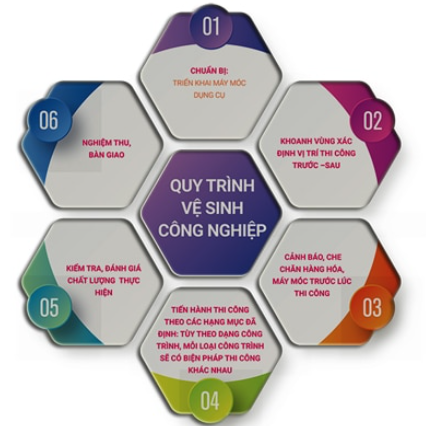 01
CHUẨN BỊ:
TRIỂN KHAI MÁY MÓC
DỤNG CỤ
02
KHOANH VÙNG XÁC
ĐỊNH VỊ TRÍ THI CÔNG
TRƯỚC –SAU
QUY TRÌNH
VỆ SINH
CÔNG NGHIỆP
CẢNH BÁO, CHE
CHẮN HÀNG HÓA,
MÁY MÓC TRƯỚC LÚC
THI CÔNG
03
TIẾN HÀNH THI CÔNG
THEO CÁC HẠNG MỤC ĐÃ
ĐỊNH: TÙY THEO DẠNG CÔNG
TRÌNH, MỖI LOẠI CÔNG TRÌNH
SẼ CÓ BIỆN PHÁP THI CÔNG
KHÁC NHAU
04
KIỂM TRA, ĐÁNH GIÁ
CHẤT LƯỢNG THỰC
HIỆN
05
06
NGHIỆM THU,
BÀN GIAO